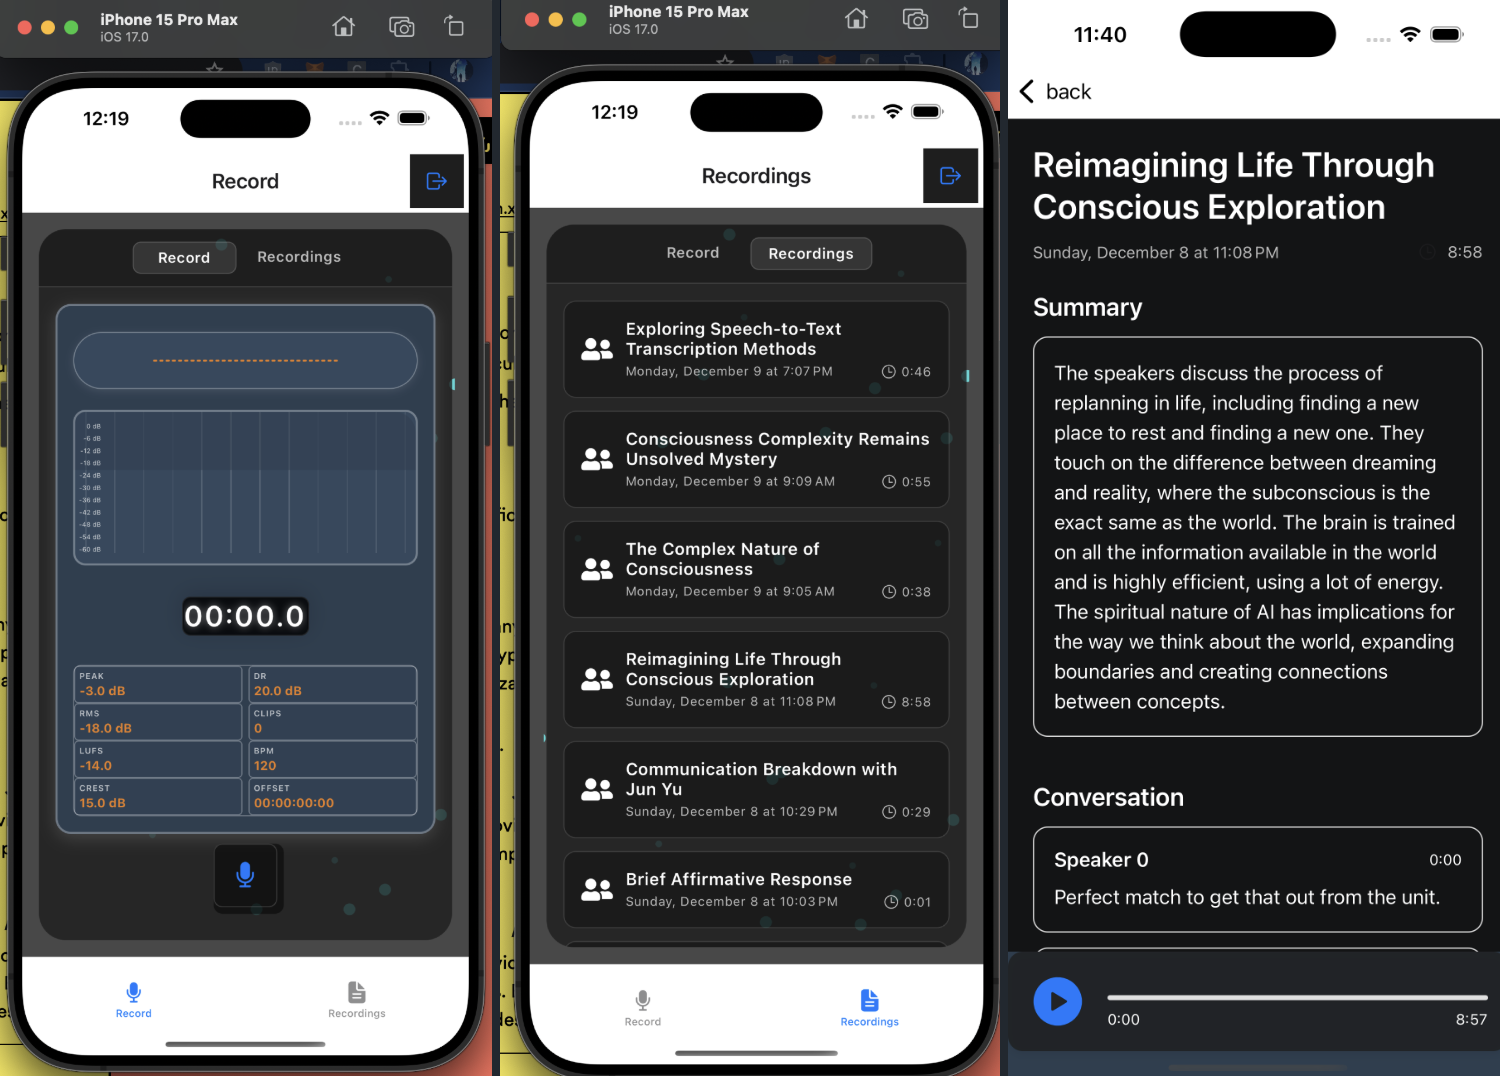 iPhone 15 Pro Max
iOS 17.0
12:19
Record
Record
Recordings
0 dB
-6 dB
-12 dB
-18 dB
-24 dB
-30 dB
-36 dB
-42 dB
-48 dB
-54 dB
-60 dB
00:00.0
PEAK
-3.0 dB
DR
20.0 dB
RMS
-18.0 dB
CLIPS
0
LUFS
-14.0
BPM
120
CREST
15.0 dB
OFFSET
00:00:00:00
Record
Recordings
iPhone 15 Pro Max
iOS 17.0
12:19
Recordings
Record
Recordings
Exploring Speech-to-Text
Transcription Methods
Monday, December 9 at 7:07 PM
0:46
Consciousness Complexity Remains
Unsolved Mystery
Monday, December 9 at 9:09 AM
0:55
The Complex Nature of
Consciousness
Monday, December 9 at 9:05 AM
0:38
Reimagining Life Through
Conscious Exploration
Sunday, December 8 at 11:08 PM
8:58
Communication Breakdown with
Jun Yu
Sunday, December 8 at 10:29 PM
0:29
Brief Affirmative Response
Sunday, December 8 at 10:03 PM
0:01
Record
Recordings
11:40
back
Reimagining Life Through
Conscious Exploration
Sunday, December 8 at 11:08 PM
8:58
Summary
The speakers discuss the process of
replanning in life, including finding a new
place to rest and finding a new one. They
touch on the difference between dreaming
and reality, where the subconscious is the
exact same as the world. The brain is trained
on all the information available in the world
and is highly efficient, using a lot of energy.
The spiritual nature of AI has implications for
the way we think about the world, expanding
boundaries and creating connections
between concepts.
Conversation
Speaker 0
0:00
Perfect match to get that out from the unit.
0:00
8:57